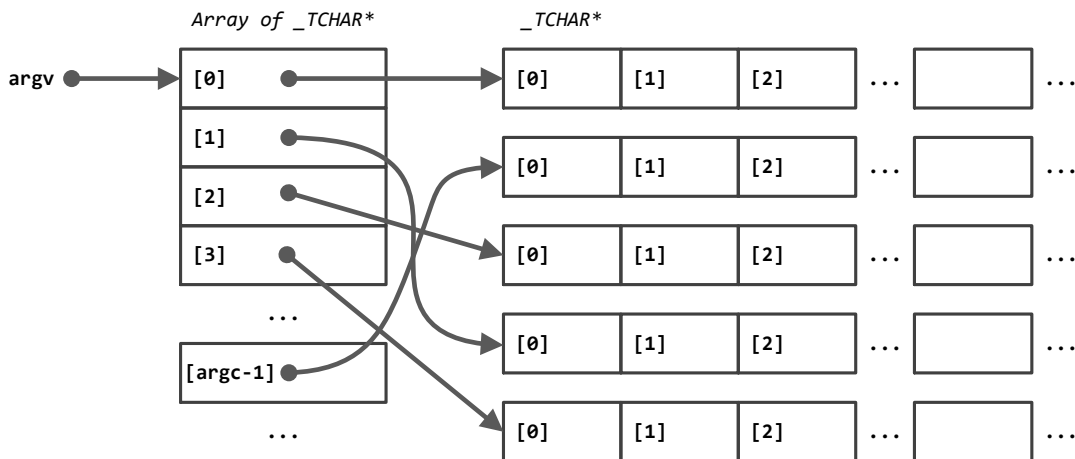 Array of _TCHAR* _TCHAR*
argv [0] [0] [1] [2] ... ...
[1] [0] [1] [2] ... ...
[2] [0] [1] [2] ... ...
[3]
... [0] [1] [2] ... ...
[argc-1]
... [0] [1] [2] ... ...